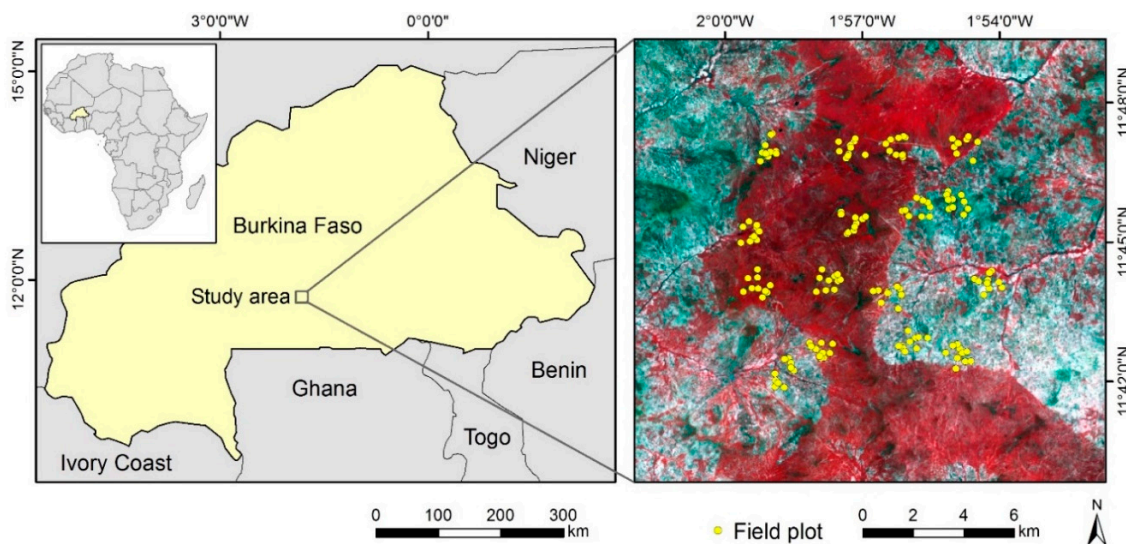 3°0'0"W 0°0'0"
2°0'0"W 1°57'0"W 1°54'0"W
15°0'0"N
12°0'0"N
Niger
Burkina Faso
Study area
Benin
Ghana
Togo
Ivory Coast
11°48'0"N
11°45'0"N
11°42'0"N
0 100 200 300
km
Field plot
0 2 4 6
km
N